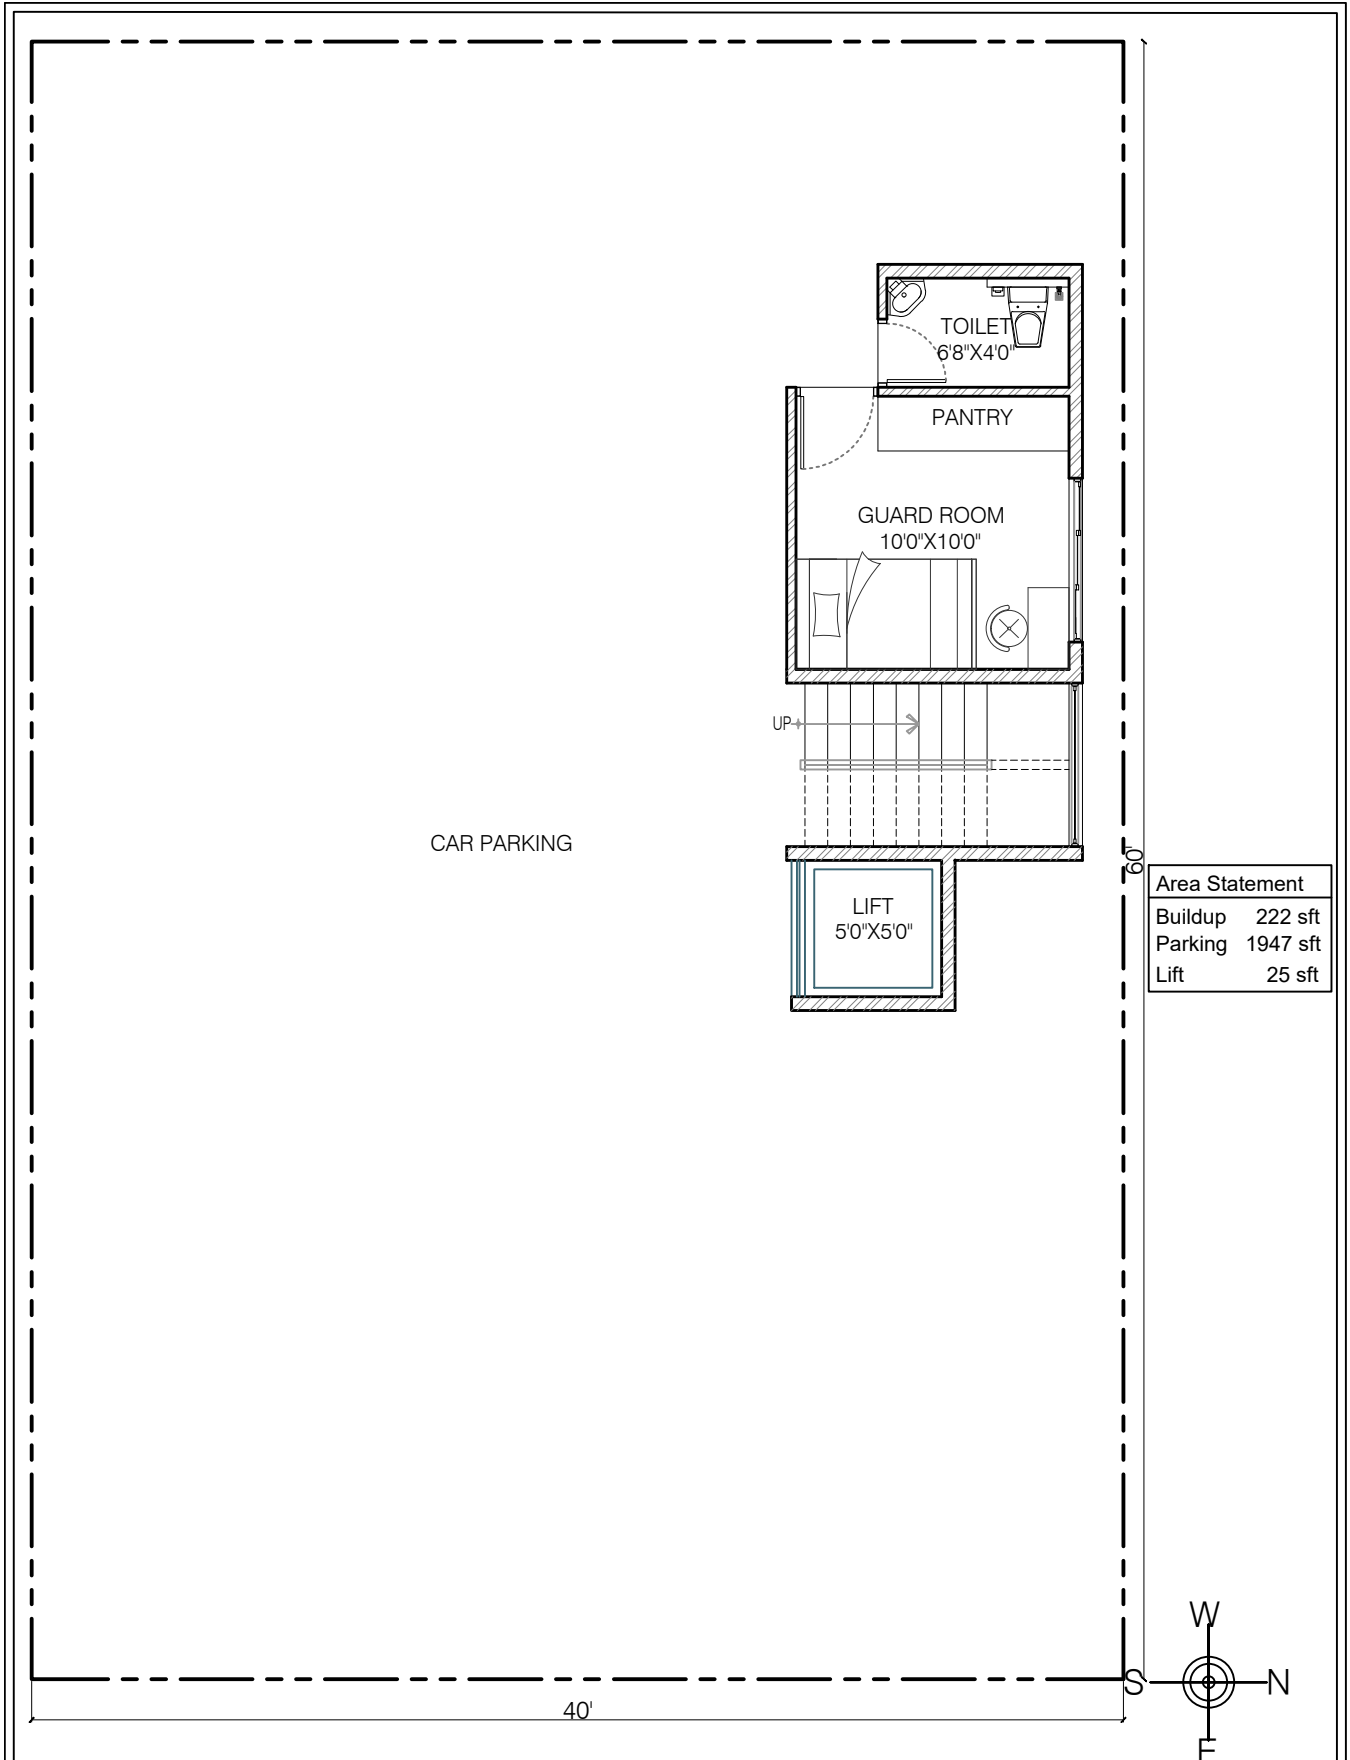 TOILET
6'8"X4'0"
PANTRY
GUARD ROOM
10'0"X10'0"
UP
CAR PARKING
60'
LIFT
5'0"X5'0"
Area Statement
Buildup 222 sft
Parking 1947 sft
Lift 25 sft
W
S N
E
40'